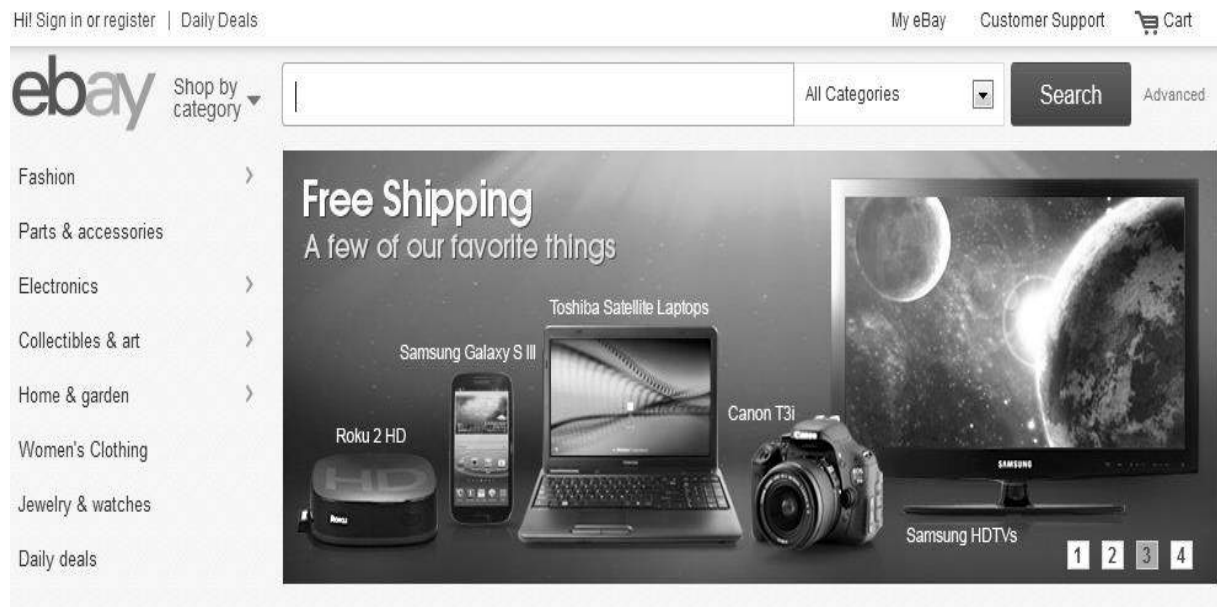 Hi! Sign in or register | Daily Deals
My eBay Customer Support Cart
ebay
Shop by
category
All Categories
Search
Advanced
Fashion
Parts & accessories
Electronics
Collectibles & art
Home & garden
Women's Clothing
Jewelry & watches
Daily deals
Free Shipping
A few of our favorite things
Toshiba Satellite Laptops
Samsung Galaxy S III
Canon T3i
Roku 2 HD
HD
ROKU
Canon
SAMSUNG
Samsung HDTVs
1 2 3 4